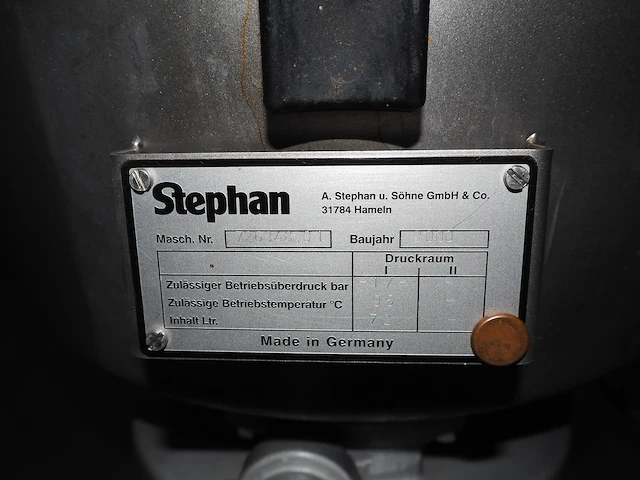 Stephan
A. Stephan u. Söhne GmbH & Co.
31784 Hameln
Masch. Nr.
Baujahr
Druckraum
I II
Zulässiger Betriebsüberdruck bar
Zulässige Betriebstemperatur °C
Inhalt Ltr.
Made in Germany